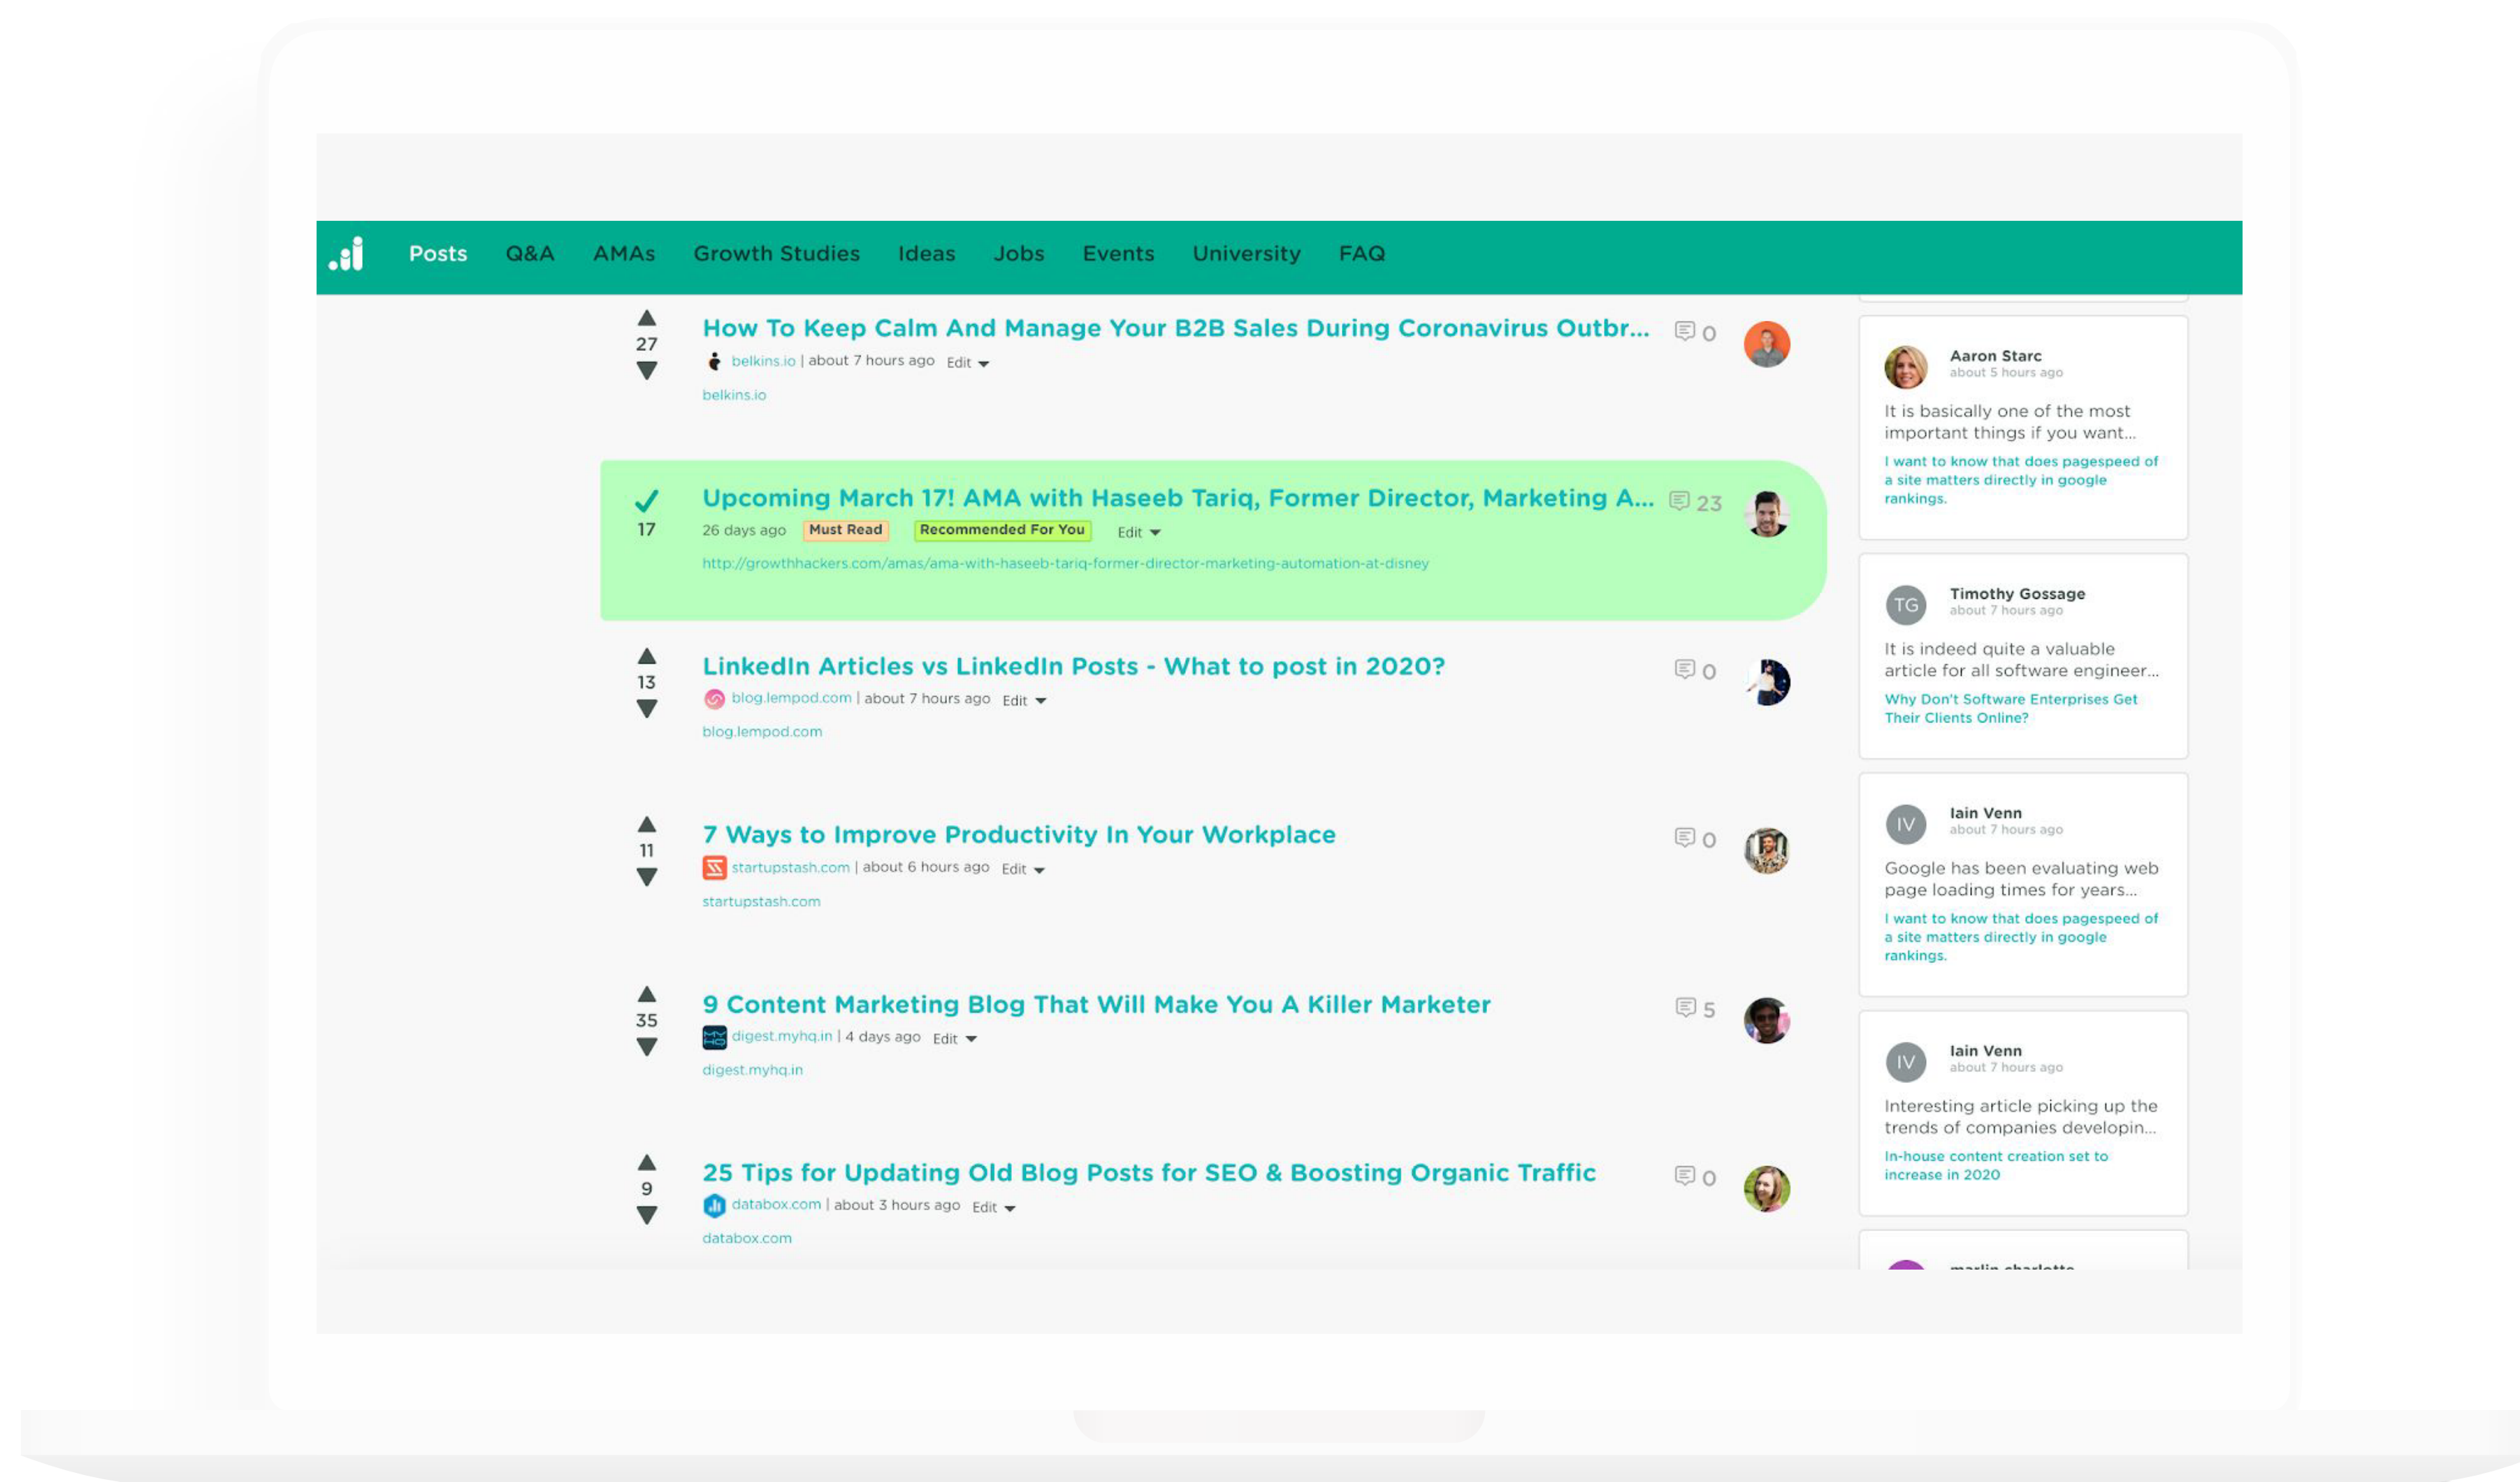 Posts Q&A AMAs Growth Studies Ideas Jobs Events University FAQ
27
How To Keep Calm And Manage Your B2B Sales During Coronavirus Outbr... 0
belkins.io | about 7 hours ago Edit
belkins.io
17
Upcoming March 17! AMA with Haseeb Tariq, Former Director, Marketing A... 23
26 days ago Must Read Recommended For You Edit
http://growthhackers.com/amas/ama-with-haseeb-tariq-former-director-marketing-automation-at-disney
13
LinkedIn Articles vs LinkedIn Posts - What to post in 2020? 0
blog.lempod.com | about 7 hours ago Edit
blog.lempod.com
11
7 Ways to Improve Productivity In Your Workplace 0
startupstash.com | about 6 hours ago Edit
startupstash.com
35
9 Content Marketing Blog That Will Make You A Killer Marketer 5
MY
HQ
digest.myhq.in | 4 days ago Edit
digest.myhq.in
9
25 Tips for Updating Old Blog Posts for SEO & Boosting Organic Traffic 0
databox.com | about 3 hours ago Edit
databox.com
Aaron Starc
about 5 hours ago
It is basically one of the most
important things if you want...
I want to know that does pagespeed of
a site matters directly in google
rankings.
TG
Timothy Gossage
about 7 hours ago
It is indeed quite a valuable
article for all software engineer...
Why Don't Software Enterprises Get
Their Clients Online?
IV
Iain Venn
about 7 hours ago
Google has been evaluating web
page loading times for years...
I want to know that does pagespeed of
a site matters directly in google
rankings.
IV
Iain Venn
about 7 hours ago
Interesting article picking up the
trends of companies developin...
In-house content creation set to
increase in 2020
marlin charlotte